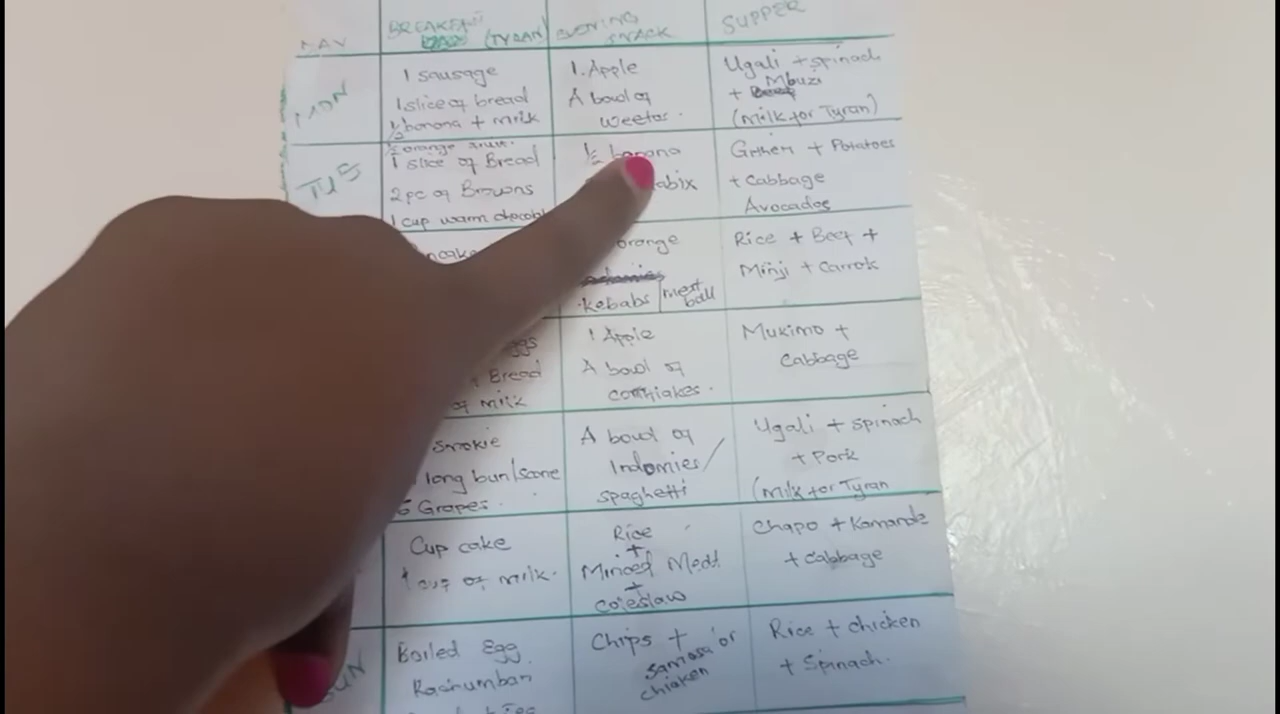 DAY
BREAKFAST (TYRAN)
EVENING SNACK
SUPPER
MON
1 sausage
1 slice of bread
½ banana + milk
1. Apple
A bowl of
weetos.
Ugali + spinach
+ Mbuzi
(Milk for Tyran)
TUS
½ orange
1 slice of Bread
2 pc of Browns
1 cup warm
½ banana
abix
Githeri + Potatoes
+ Cabbage
Avocados
orange
kebabs / meat
ball
Rice + Beef +
Minji + Carrots
eggs
Bread
of milk
1 Apple
A bowl of
cornflakes.
Mukimo +
Cabbage
smokie
long bun/scone
6 Grapes.
A bowl of
Indomies/
spaghetti
Ugali + spinach
+ Pork
(Milk for Tyran
Cup cake
1 cup of milk.
Rice
+
Minced Meat
+
coleslaw
Chapo + Kamande
+ Cabbage
SUN
Boiled Egg
Chips +
samosa or
chicken
Rice + chicken
+ Spinach.